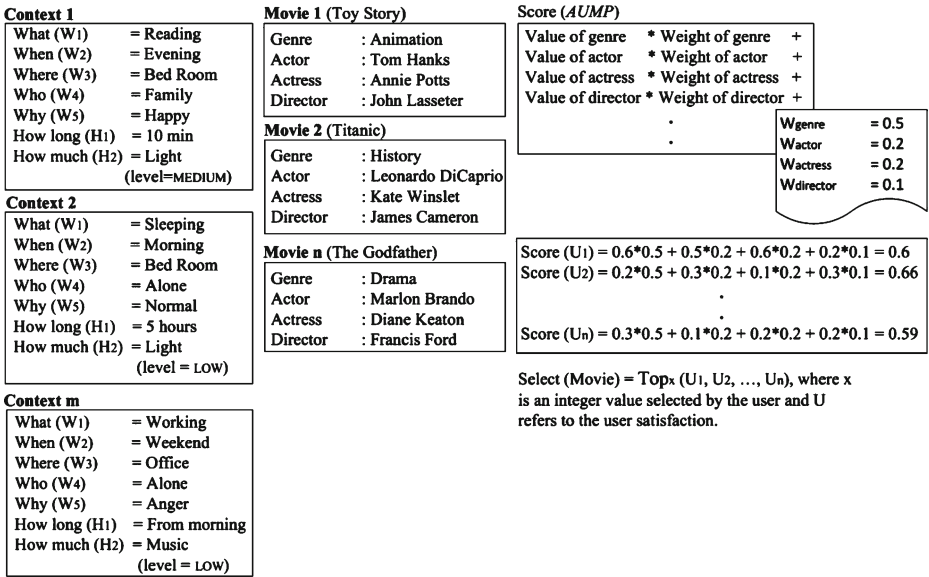 Context 1
What (W1) = Reading
When (W2) = Evening
Where (W3) = Bed Room
Who (W4) = Family
Why (W5) = Happy
How long (H1) = 10 min
How much (H2) = Light
(level=MEDIUM)
Context 2
What (W1) = Sleeping
When (W2) = Morning
Where (W3) = Bed Room
Who (W4) = Alone
Why (W5) = Normal
How long (H1) = 5 hours
How much (H2) = Light
(level = LOW)
Context m
What (W1) = Working
When (W2) = Weekend
Where (W3) = Office
Who (W4) = Alone
Why (W5) = Anger
How long (H1) = From morning
How much (H2) = Music
(level = LOW)
Movie 1 (Toy Story)
Genre : Animation
Actor : Tom Hanks
Actress : Annie Potts
Director : John Lasseter
Movie 2 (Titanic)
Genre : History
Actor : Leonardo DiCaprio
Actress : Kate Winslet
Director : James Cameron
Movie n (The Godfather)
Genre : Drama
Actor : Marlon Brando
Actress : Diane Keaton
Director : Francis Ford
Score (AUMP)
Value of genre * Weight of genre +
Value of actor * Weight of actor +
Value of actress * Weight of actress +
Value of director * Weight of director +
.
.
Wgenre = 0.5
Wactor = 0.2
Wactress = 0.2
Wdirector = 0.1
Score (U1) = 0.6*0.5 + 0.5*0.2 + 0.6*0.2 + 0.2*0.1 = 0.6
Score (U2) = 0.2*0.5 + 0.3*0.2 + 0.1*0.2 + 0.3*0.1 = 0.66
.
.
Score (Un) = 0.3*0.5 + 0.1*0.2 + 0.2*0.2 + 0.2*0.1 = 0.59
Select (Movie) = Topx (U1, U2, ..., Un), where x
is an integer value selected by the user and U
refers to the user satisfaction.